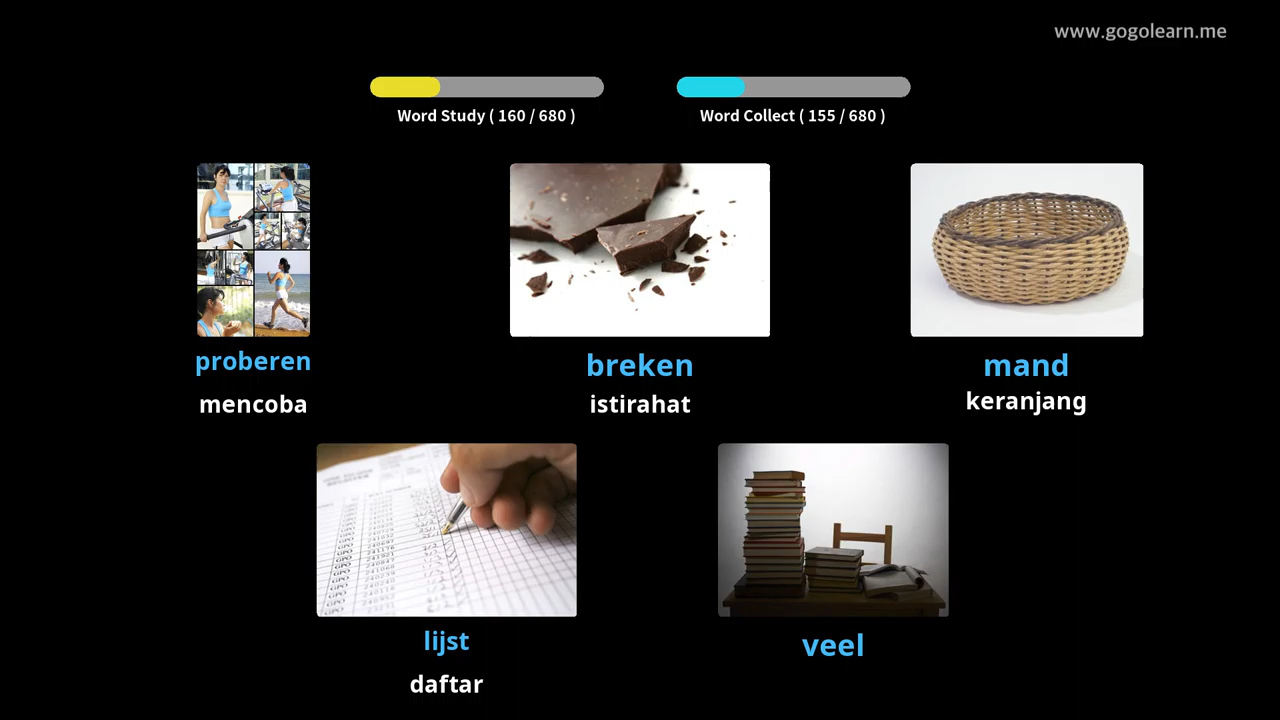 www.gogolearn.me
Word Study ( 160 / 680 )
Word Collect ( 155 / 680 )
proberen
mencoba
breken
istirahat
mand
keranjang
lijst
daftar
veel